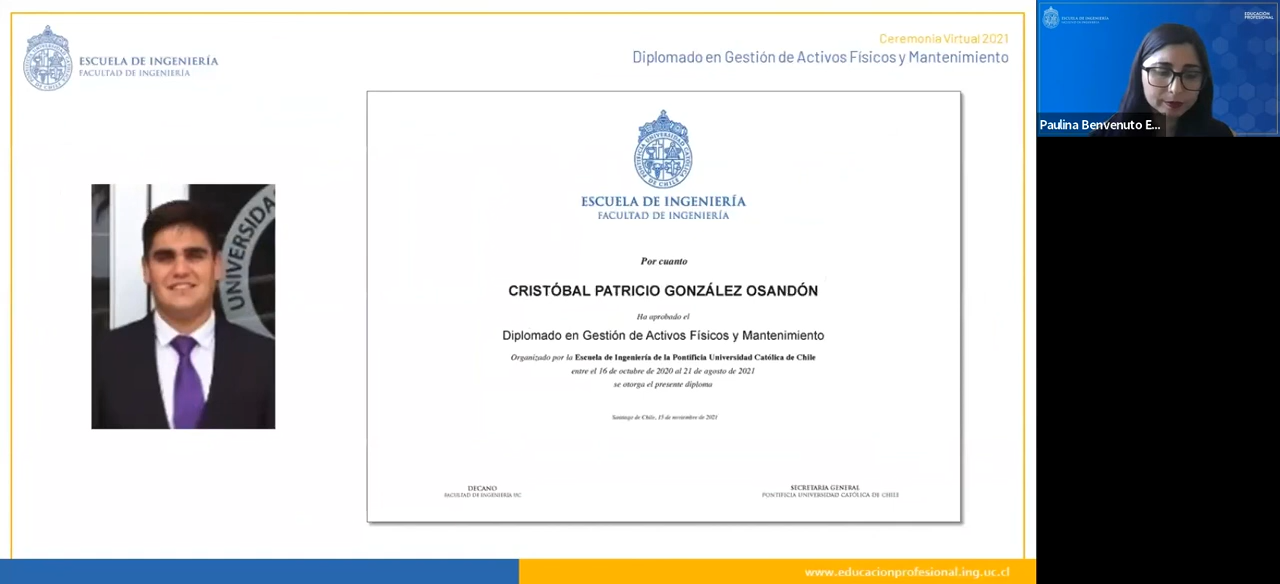 ESCUELA DE INGENIERÍA
FACULTAD DE INGENIERÍA
Ceremonia Virtual 2021
Diplomado en Gestión de Activos Físicos y Mantenimiento
UNIVERSIDA
ESCUELA DE INGENIERÍA
FACULTAD DE INGENIERÍA
Por cuanto
CRISTÓBAL PATRICIO GONZÁLEZ OSANDÓN
Ha aprobado el
Diplomado en Gestión de Activos Físicos y Mantenimiento
Organizado por la Escuela de Ingeniería de la Pontificia Universidad Católica de Chile
entre el 16 de octubre de 2020 al 21 de agosto de 2021
se otorga el presente diploma
Santiago de Chile, 15 de noviembre de 2021
DECANO
FACULTAD DE INGENIERÍA UC
SECRETARIA GENERAL
PONTIFICIA UNIVERSIDAD CATÓLICA DE CHILE
www.educacionprofesional.ing.uc.cl
EDUCACIÓN
PROFESIONAL
Paulina Benvenuto E...